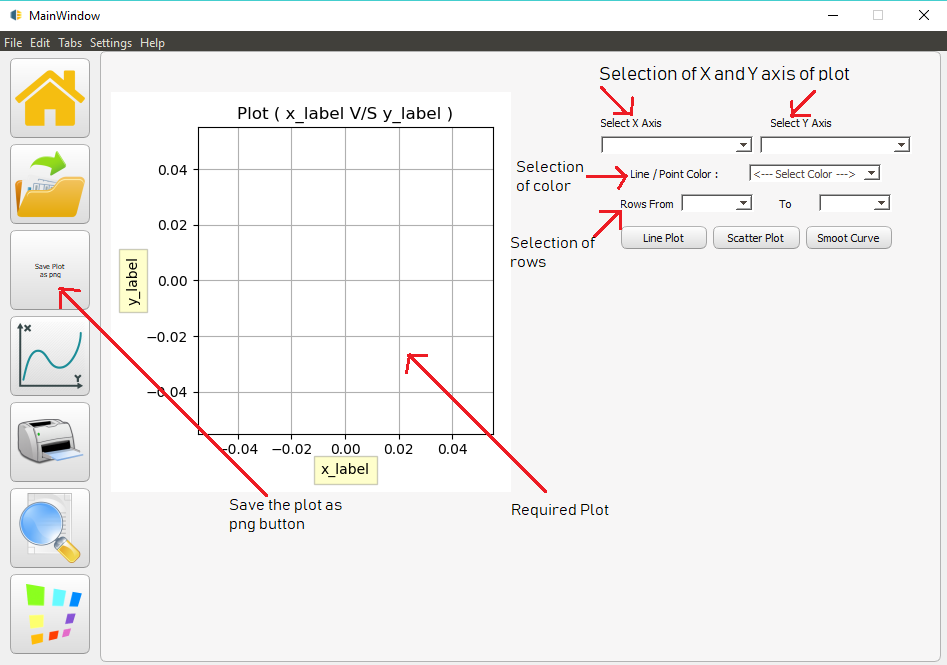 MainWindow
File Edit Tabs Settings Help
Selection of X and Y axis of plot
Select X Axis
Select Y Axis
Selection
of color
Line / Point Color :
<--- Select Color --->
Rows From
To
Selection of
rows
Line Plot
Scatter Plot
Smoot Curve
Save Plot
as png
X
Y
Plot ( x_label V/S y_label )
0.04
0.02
0.00
−0.02
−0.04
y_label
−0.04 −0.02 0.00 0.02 0.04
x_label
Save the plot as
png button
Required Plot